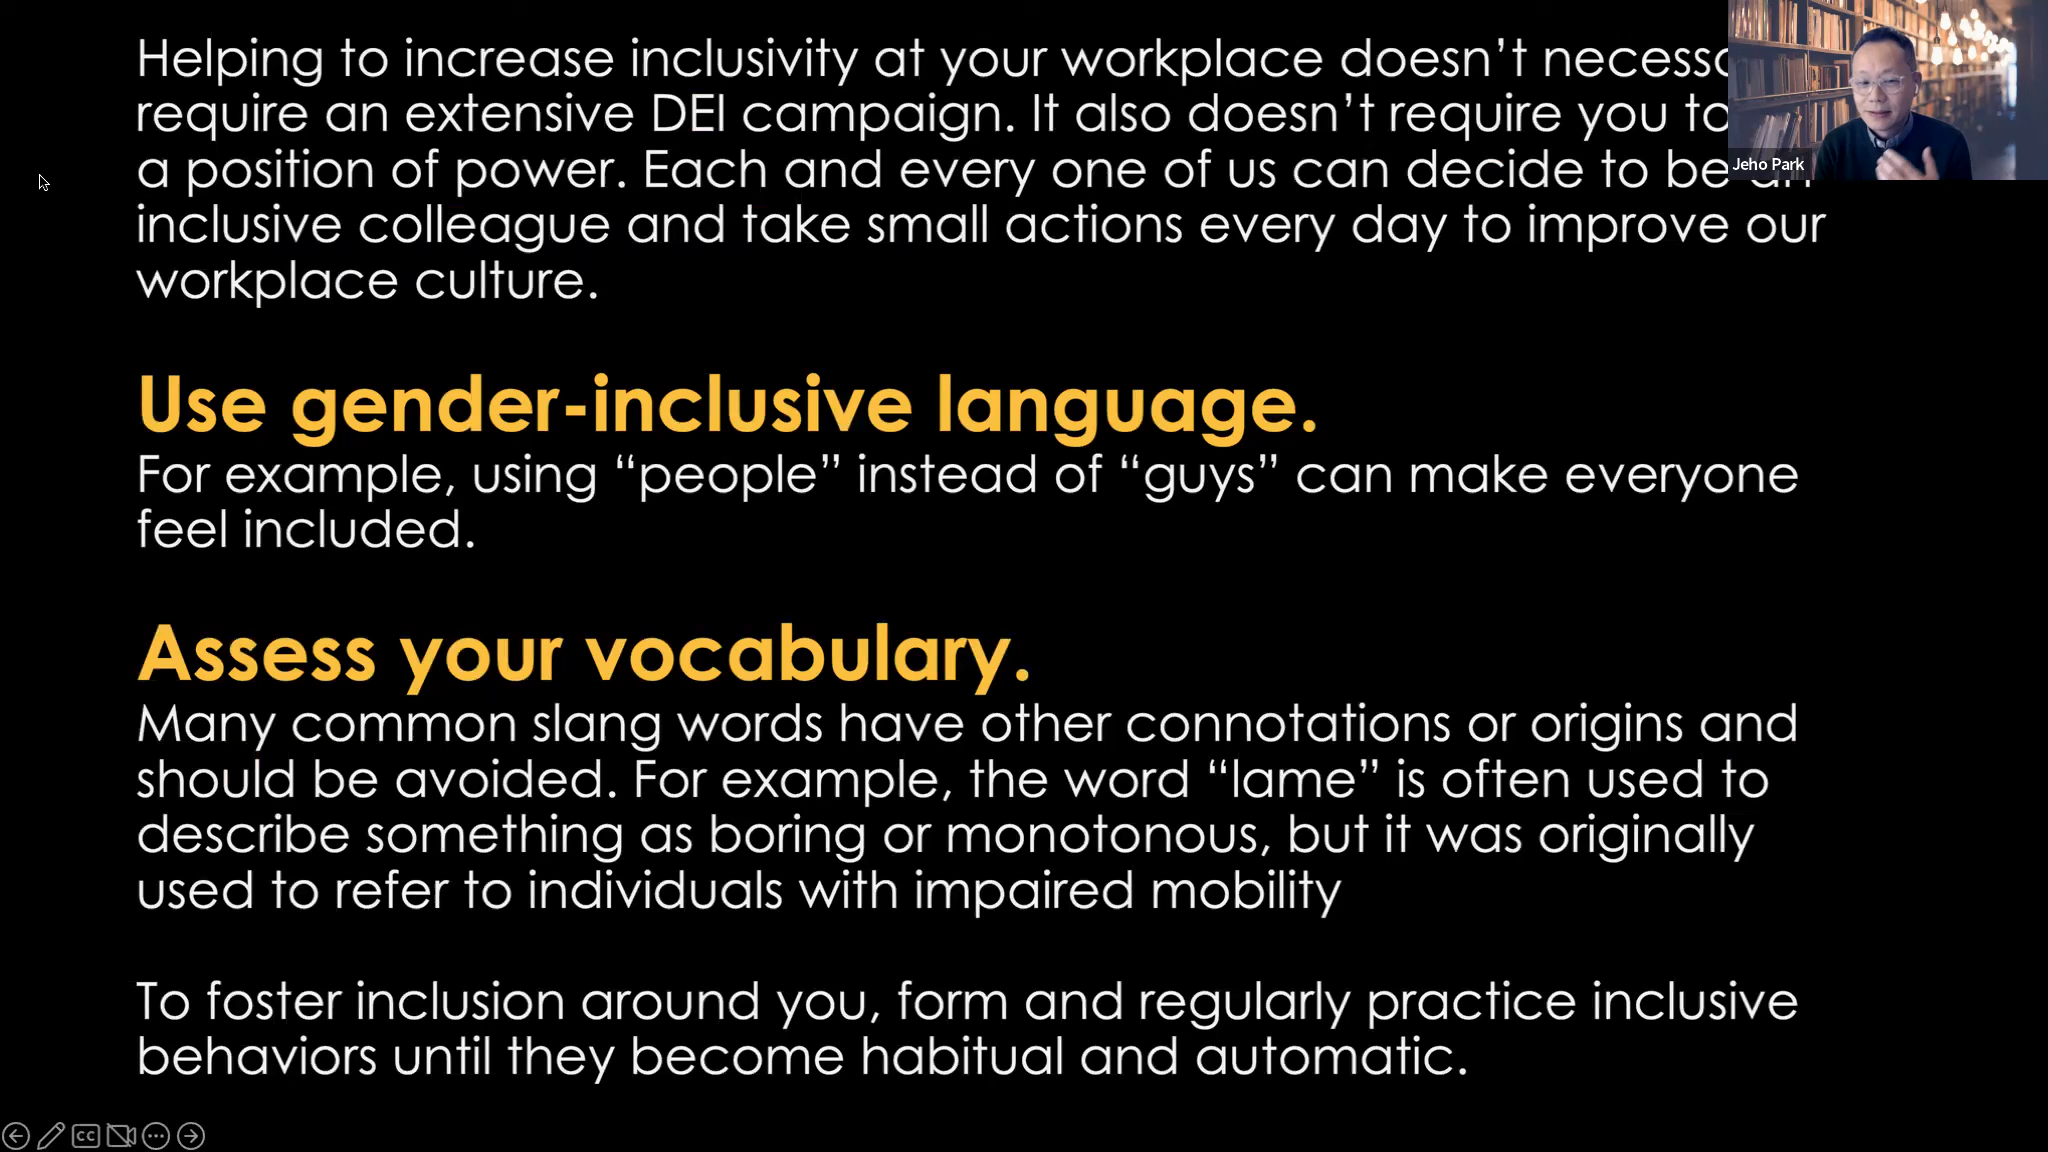 Helping to increase inclusivity at your workplace doesn’t
require an extensive DEI campaign. It also doesn’t require you to
a position of power. Each and every one of us can decide to be an
inclusive colleague and take small actions every day to improve our
workplace culture.
Use gender-inclusive language.
For example, using “people” instead of “guys” can make everyone
feel included.
Assess your vocabulary.
Many common slang words have other connotations or origins and
should be avoided. For example, the word “lame” is often used to
describe something as boring or monotonous, but it was originally
used to refer to individuals with impaired mobility
To foster inclusion around you, form and regularly practice inclusive
behaviors until they become habitual and automatic.
Jeho Park
CC